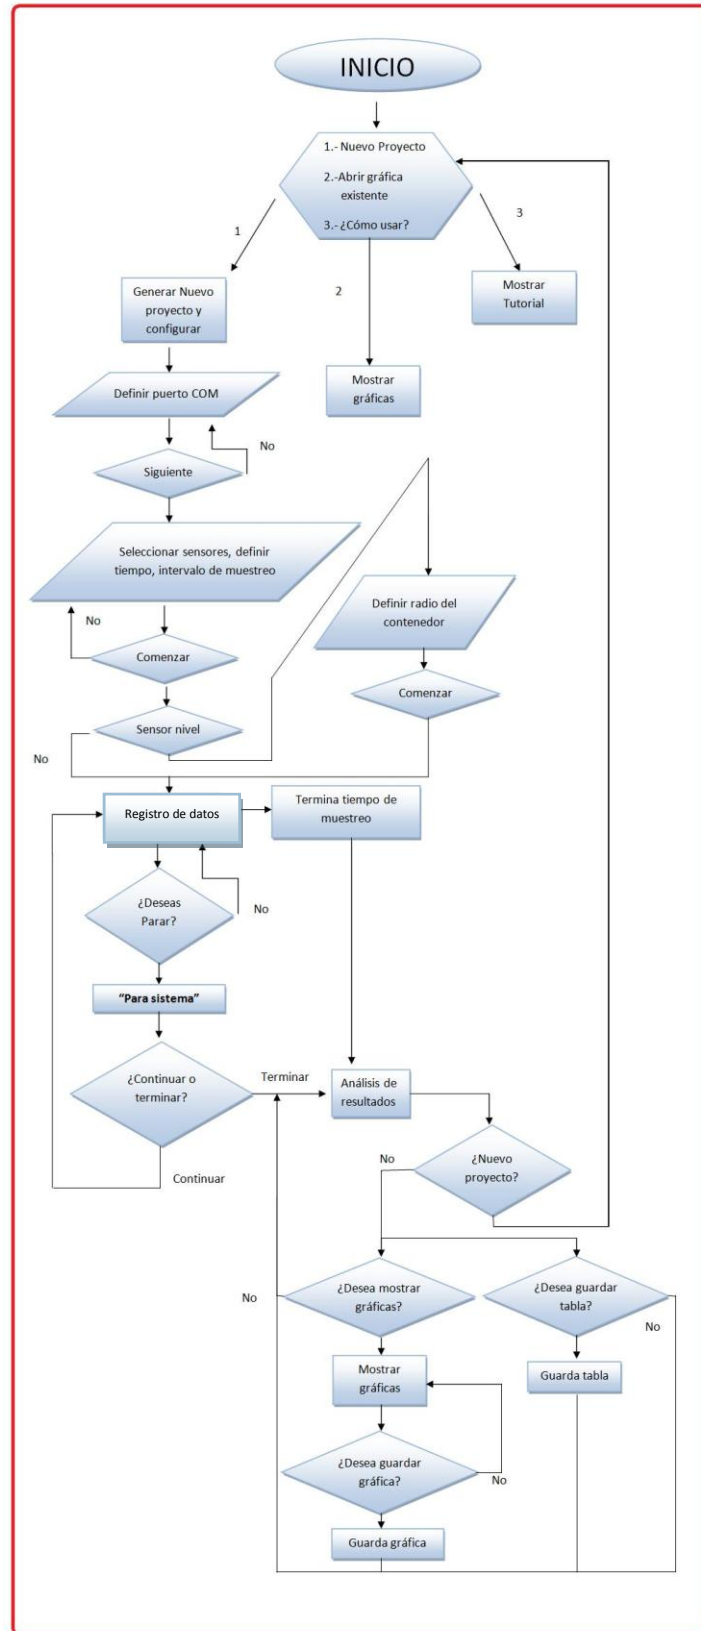 INICIO
1.- Nuevo Proyecto
2.-Abrir gráfica
existente
3.- ¿Cómo usar?
1
2
3
Generar Nuevo
proyecto y
configurar
Mostrar
Tutorial
Mostrar
gráficas
Definir puerto COM
No
Siguiente
Seleccionar sensores, definir
tiempo, intervalo de muestreo
Definir radio del
contenedor
No
Comenzar
Comenzar
Sensor nivel
No
Registro de datos
Termina tiempo de
muestreo
¿Deseas
Parar?
No
“Para sistema”
¿Continuar o
terminar?
Terminar
Análisis de
resultados
Continuar
No
¿Nuevo
proyecto?
No
¿Desea mostrar
gráficas?
¿Desea guardar
tabla?
No
Mostrar
gráficas
Guarda tabla
¿Desea guardar
gráfica?
No
Guarda gráfica